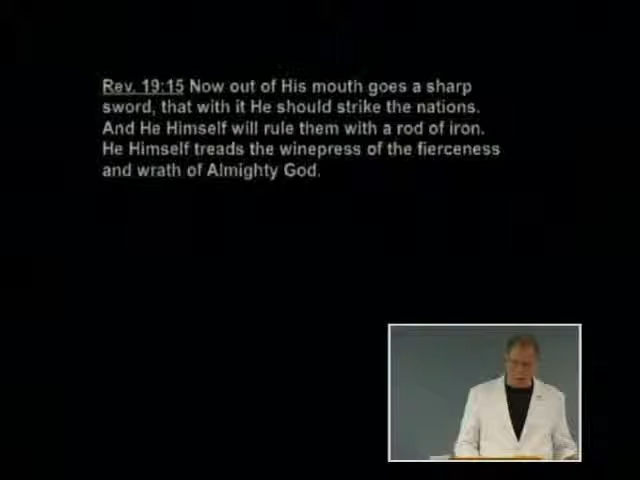 Rev. 19:15 Now out of His mouth goes a sharp
sword, that with it He should strike the nations.
And He Himself will rule them with a rod of iron.
He Himself treads the winepress of the fierceness
and wrath of Almighty God.